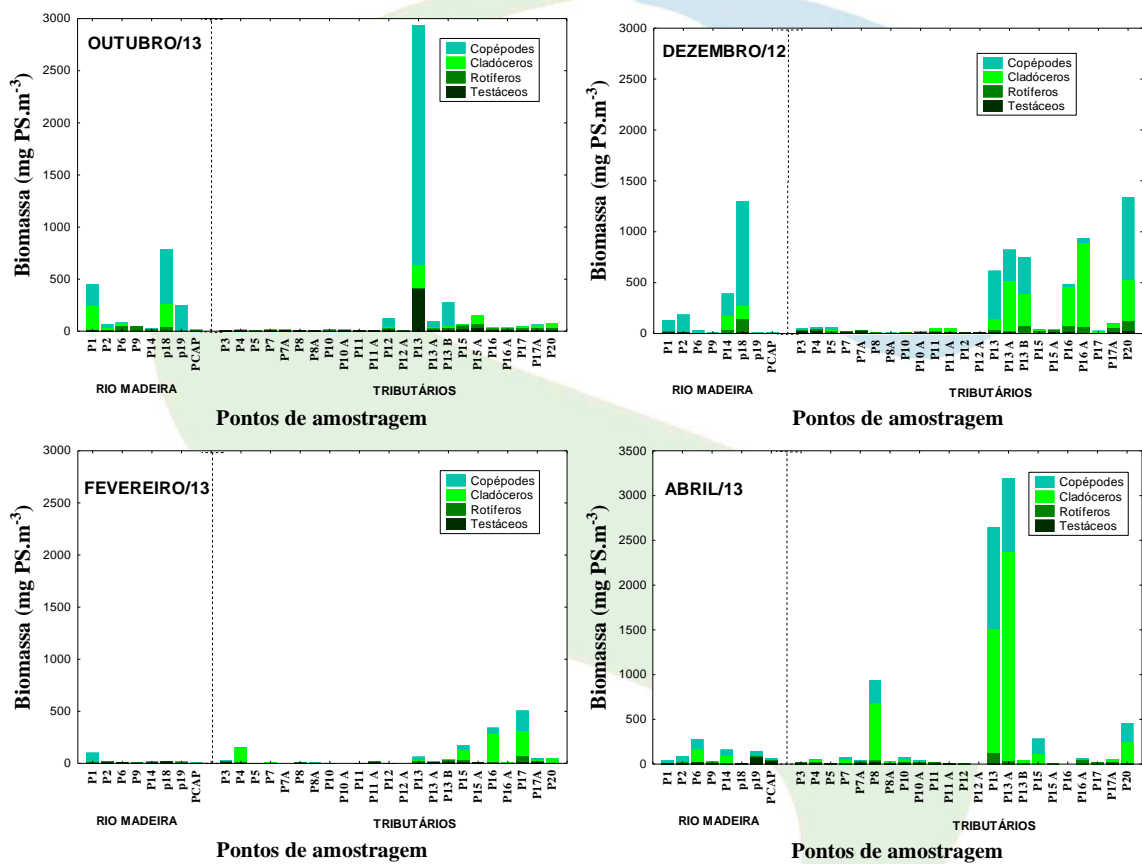 OUTUBRO/13
Copépodes
Cladóceros
Rotíferos
Testáceos
Biomassa (mg PS.m-3)
3000
2500
2000
1500
1000
500
0
P1 P2 P6 P9 P14 p18 p19 PCAP P3 P4 P5 P7 P7A P8 P8A P10 P10 A P11 P11 A P12 P12 A P13 P13 A P13 B P15 P15 A P16 P16 A P17 P17A P20
RIO MADEIRA TRIBUTÁRIOS
Pontos de amostragem
DEZEMBRO/12
Copépodes
Cladóceros
Rotíferos
Testáceos
Biomassa (mg PS.m-3)
3000
2500
2000
1500
1000
500
0
P1 P2 P6 P9 P14 p18 p19 PCAP P3 P4 P5 P7 P7A P8 P8A P10 P10 A P11 P11 A P12 P12 A P13 P13 A P13 B P15 P15 A P16 P16 A P17 P17A P20
RIO MADEIRA TRIBUTÁRIOS
Pontos de amostragem
FEVEREIRO/13
Copépodes
Cladóceros
Rotíferos
Testáceos
Biomassa (mg PS.m-3)
3000
2500
2000
1500
1000
500
0
P1 P2 P6 P9 P14 p18 p19 PCAP P3 P4 P5 P7 P7A P8 P8A P10 P10 A P11 P11 A P12 P12 A P13 P13 A P13 B P15 P15 A P16 P16 A P17 P17A P20
RIO MADEIRA TRIBUTÁRIOS
Pontos de amostragem
ABRIL/13
Copépodes
Cladóceros
Rotíferos
Testáceos
Biomassa (mg PS.m-3)
3500
3000
2500
2000
1500
1000
500
0
P1 P2 P6 P9 P14 p18 p19 PCAP P3 P4 P5 P7 P7A P8 P8A P10 P10 A P11 P11 A P12 P12 A P13 P13 A P13 B P15 P15 A P16 P16 A P17 P17A P20
RIO MADEIRA TRIBUTÁRIOS
Pontos de amostragem